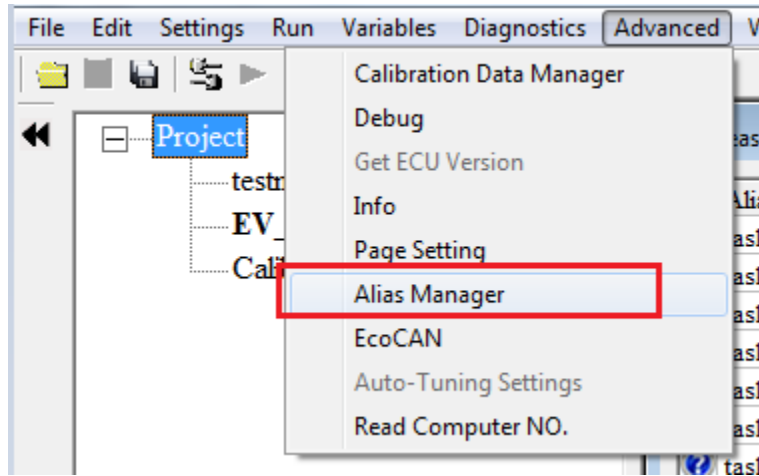 File Edit Settings Run Variables Diagnostics Advanced
Calibration Data Manager
Project
Debug
Get ECU Version
Info
EV_
Page Setting
Alias Manager
EcoCAN
Auto-Tuning Settings
Read Computer NO.